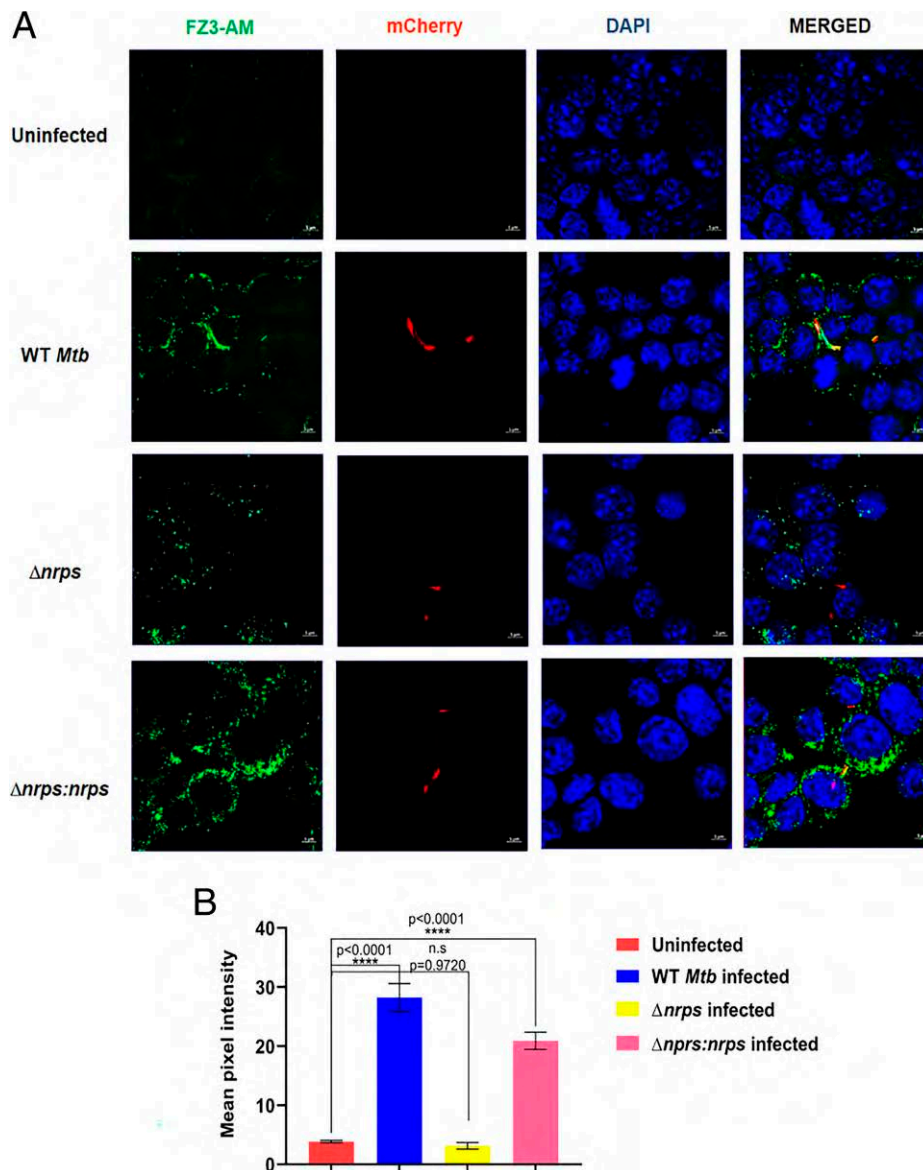 A
FZ3-AM mCherry DAPI MERGED
Uninfected
WT Mtb
Δnrps
Δnrps:nrps
B
Mean pixel intensity
40
30
20
10
0
p<0.0001
****
n.s
p<0.0001
****
p=0.9720
Uninfected
WT Mtb infected
Δnrps infected
Δnprs:nrps infected